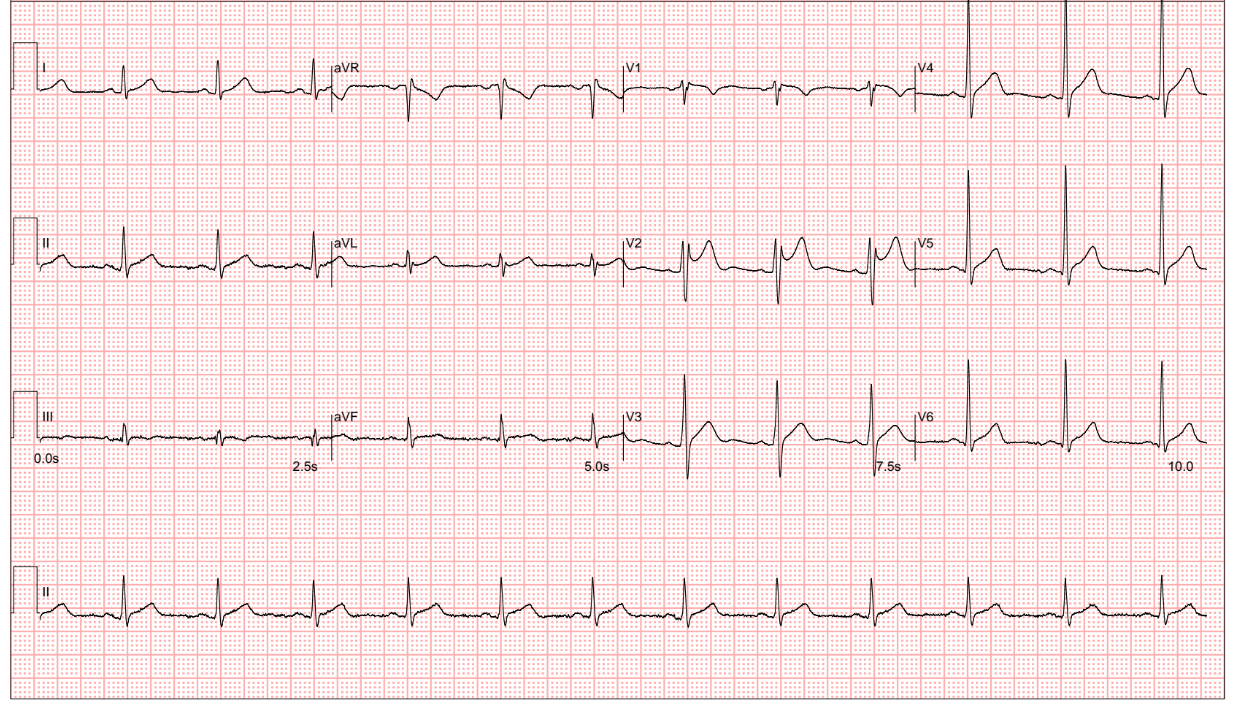 I aVR V1 V4
II aVL V2 V5
III aVF V3 V6
0.0s 2.5s 5.0s 7.5s 10.0
II